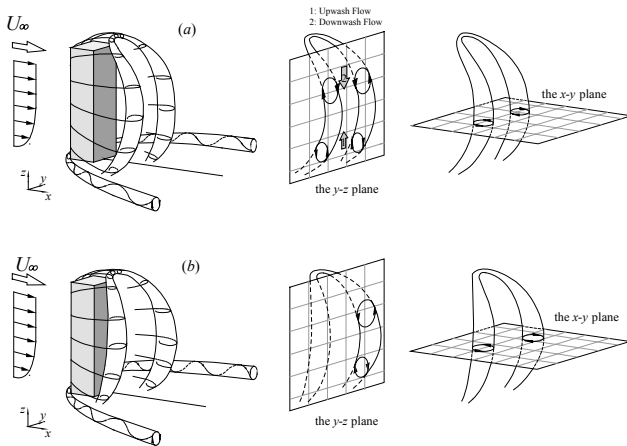 1: Upwash Flow
2: Downwash Flow
U∞
(a)
the x-y plane
the y-z plane
z
y
x
U∞
(b)
the x-y plane
the y-z plane
z
y
x